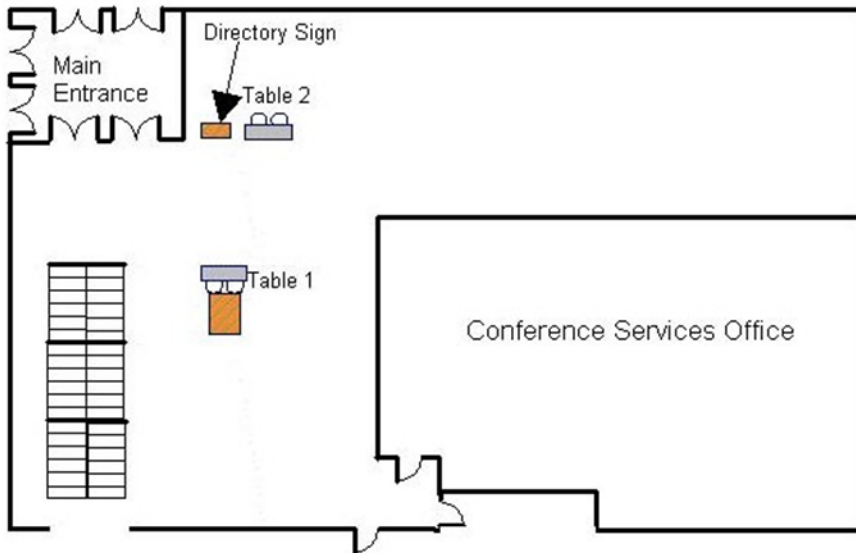 Directory Sign
Main
Entrance
Table 2
Table 1
Conference Services Office